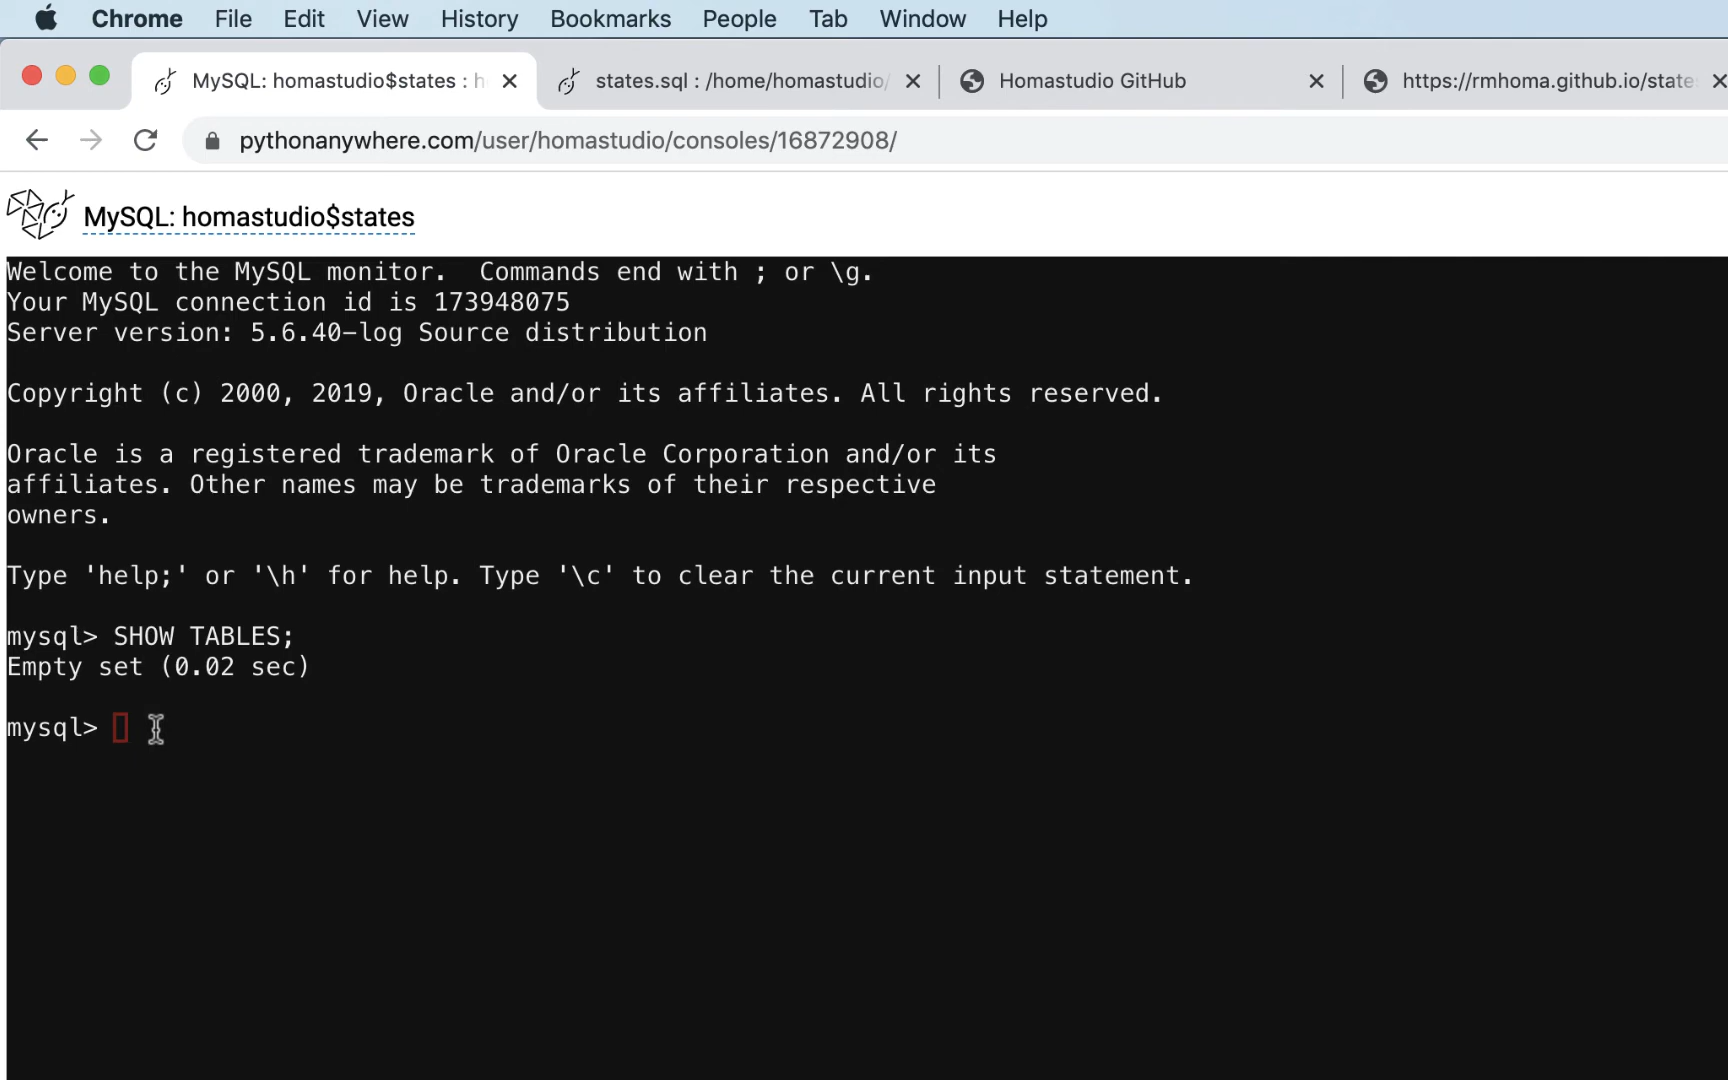 Chrome File Edit View History Bookmarks People Tab Window Help
MySQL: homastudio$states : h states.sql : /home/homastudio/ Homastudio GitHub https://rmhoma.github.io/state
pythonanywhere.com/user/homastudio/consoles/16872908/
MySQL: homastudio$states
Welcome to the MySQL monitor.  Commands end with ; or \g.
Your MySQL connection id is 173948075
Server version: 5.6.40-log Source distribution
Copyright (c) 2000, 2019, Oracle and/or its affiliates. All rights reserved.
Oracle is a registered trademark of Oracle Corporation and/or its
affiliates. Other names may be trademarks of their respective
owners.
Type 'help;' or '\h' for help. Type '\c' to clear the current input statement.
mysql> SHOW TABLES;
Empty set (0.02 sec)
mysql>